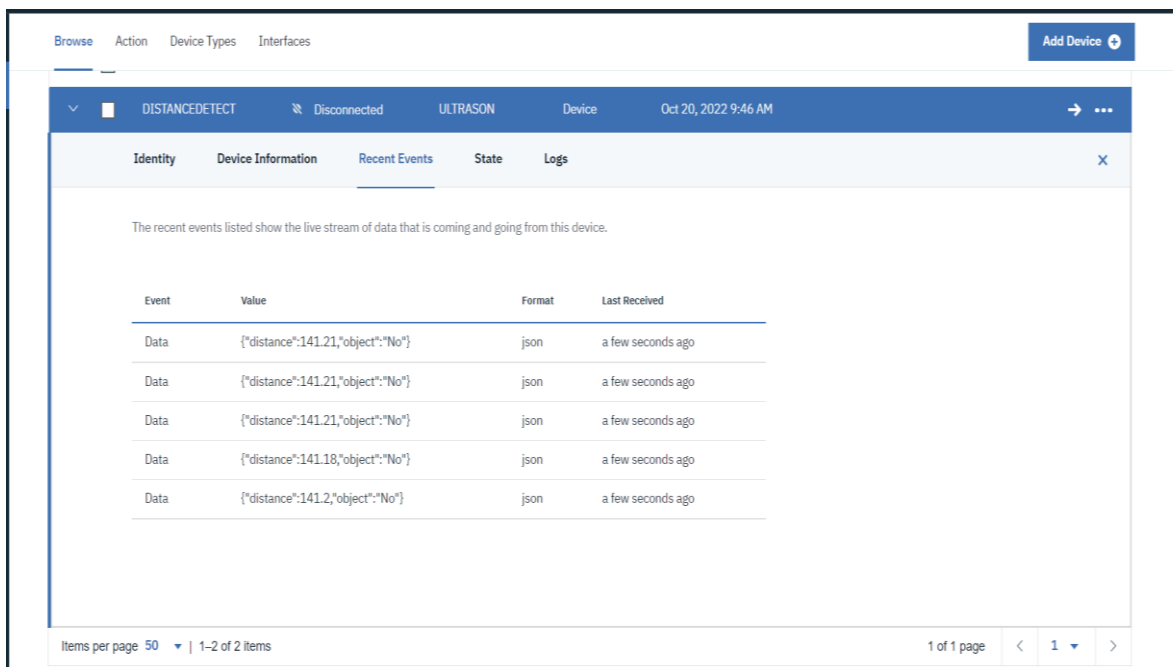 Browse Action Device Types Interfaces Add Device
DISTANCEDETECT Disconnected ULTRASON Device Oct 20, 2022 9:46 AM
Identity Device Information Recent Events State Logs
The recent events listed show the live stream of data that is coming and going from this device.
Event Value Format Last Received
Data {"distance":141.21,"object":"No"} json a few seconds ago
Data {"distance":141.21,"object":"No"} json a few seconds ago
Data {"distance":141.21,"object":"No"} json a few seconds ago
Data {"distance":141.18,"object":"No"} json a few seconds ago
Data {"distance":141.2,"object":"No"} json a few seconds ago
Items per page 50 | 1–2 of 2 items 1 of 1 page 1